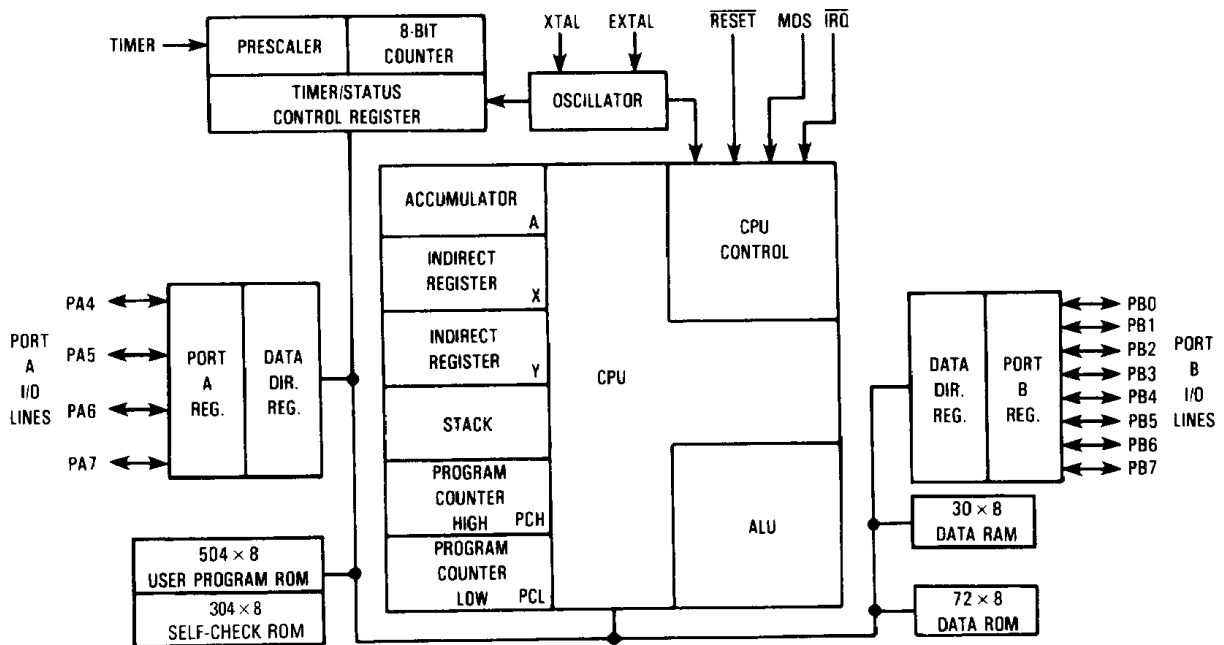 TIMER
PRESCALER
8-BIT
COUNTER
TIMER/STATUS
CONTROL REGISTER
XTAL
EXTAL
OSCILLATOR
RESET
MDS
IRQ
ACCUMULATOR
A
INDIRECT
REGISTER
X
INDIRECT
REGISTER
Y
STACK
PROGRAM
COUNTER
HIGH
PCH
PROGRAM
COUNTER
LOW
PCL
CPU
CPU
CONTROL
ALU
PORT
A
I/O
LINES
PA4
PA5
PA6
PA7
PORT
A
REG.
DATA
DIR.
REG.
504 × 8
USER PROGRAM ROM
304 × 8
SELF-CHECK ROM
DATA
DIR.
REG.
PORT
B
REG.
PB0
PB1
PB2
PB3
PB4
PB5
PB6
PB7
PORT
B
I/O
LINES
30 × 8
DATA RAM
72 × 8
DATA ROM